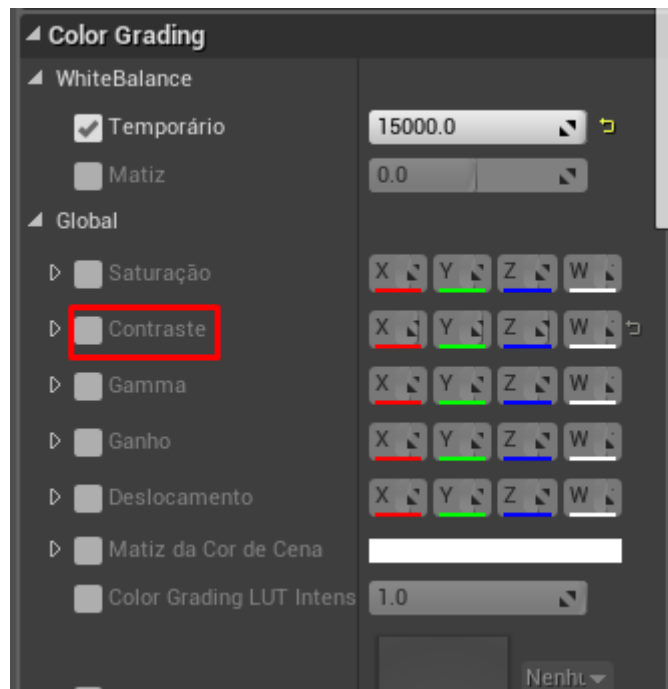 Color Grading
WhiteBalance
Temporário 15000.0
Matiz 0.0
Global
Saturação X Y Z W
Contraste X Y Z W
Gamma X Y Z W
Ganho X Y Z W
Deslocamento X Y Z W
Matiz da Cor de Cena
Color Grading LUT Intens 1.0
Nenhu